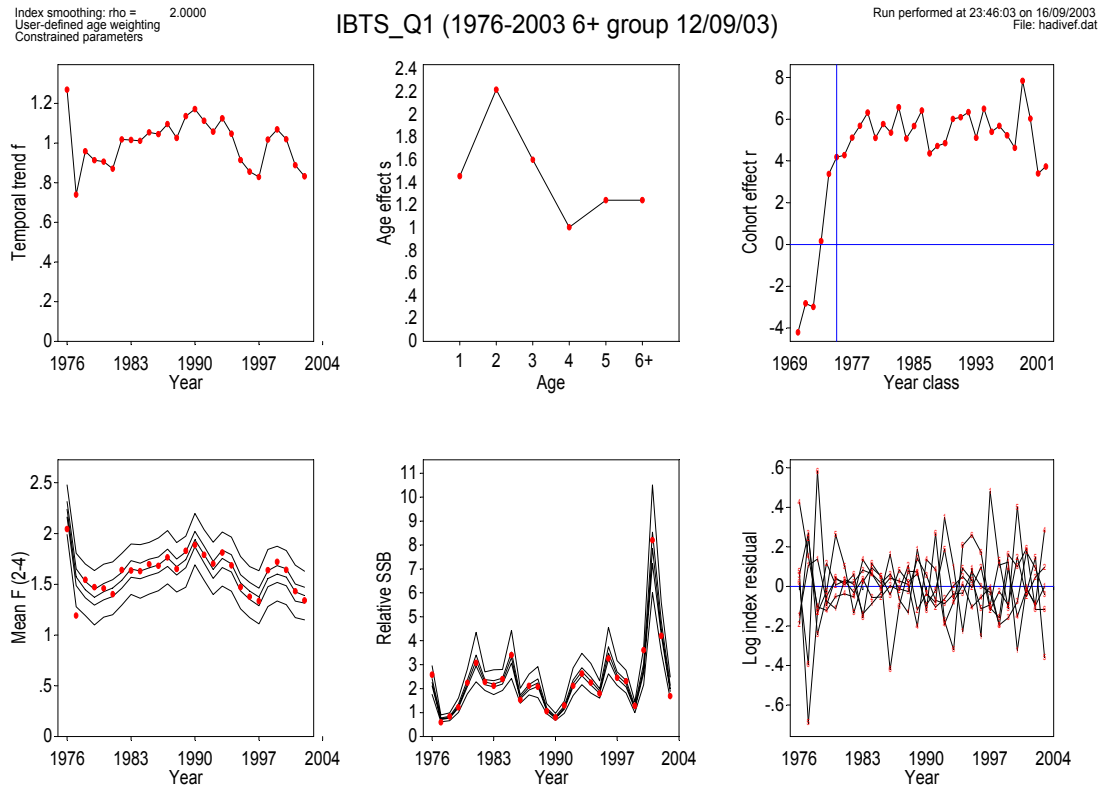 Index smoothing: rho = 2.0000
User-defined age weighting
Constrained parameters
IBTS_Q1 (1976-2003 6+ group 12/09/03)
Run performed at 23:46:03 on 16/09/2003
File: hadivef.dat
Temporal trend f
1.2
1
.8
.6
.4
.2
0
1976 1983 1990 1997 2004
Year
Age effect s
2.4
2.2
2
1.8
1.6
1.4
1.2
1
.8
.6
.4
.2
0
1 2 3 4 5 6+
Age
Cohort effect r
8
6
4
2
0
-2
-4
1969 1977 1985 1993 2001
Year class
Mean F (2-4)
2.5
2
1.5
1
.5
0
1976 1983 1990 1997 2004
Year
Relative SSB
11
10
9
8
7
6
5
4
3
2
1
0
1976 1983 1990 1997 2004
Year
Log index residual
.6
.4
.2
0
-.2
-.4
-.6
1976 1983 1990 1997 2004
Year